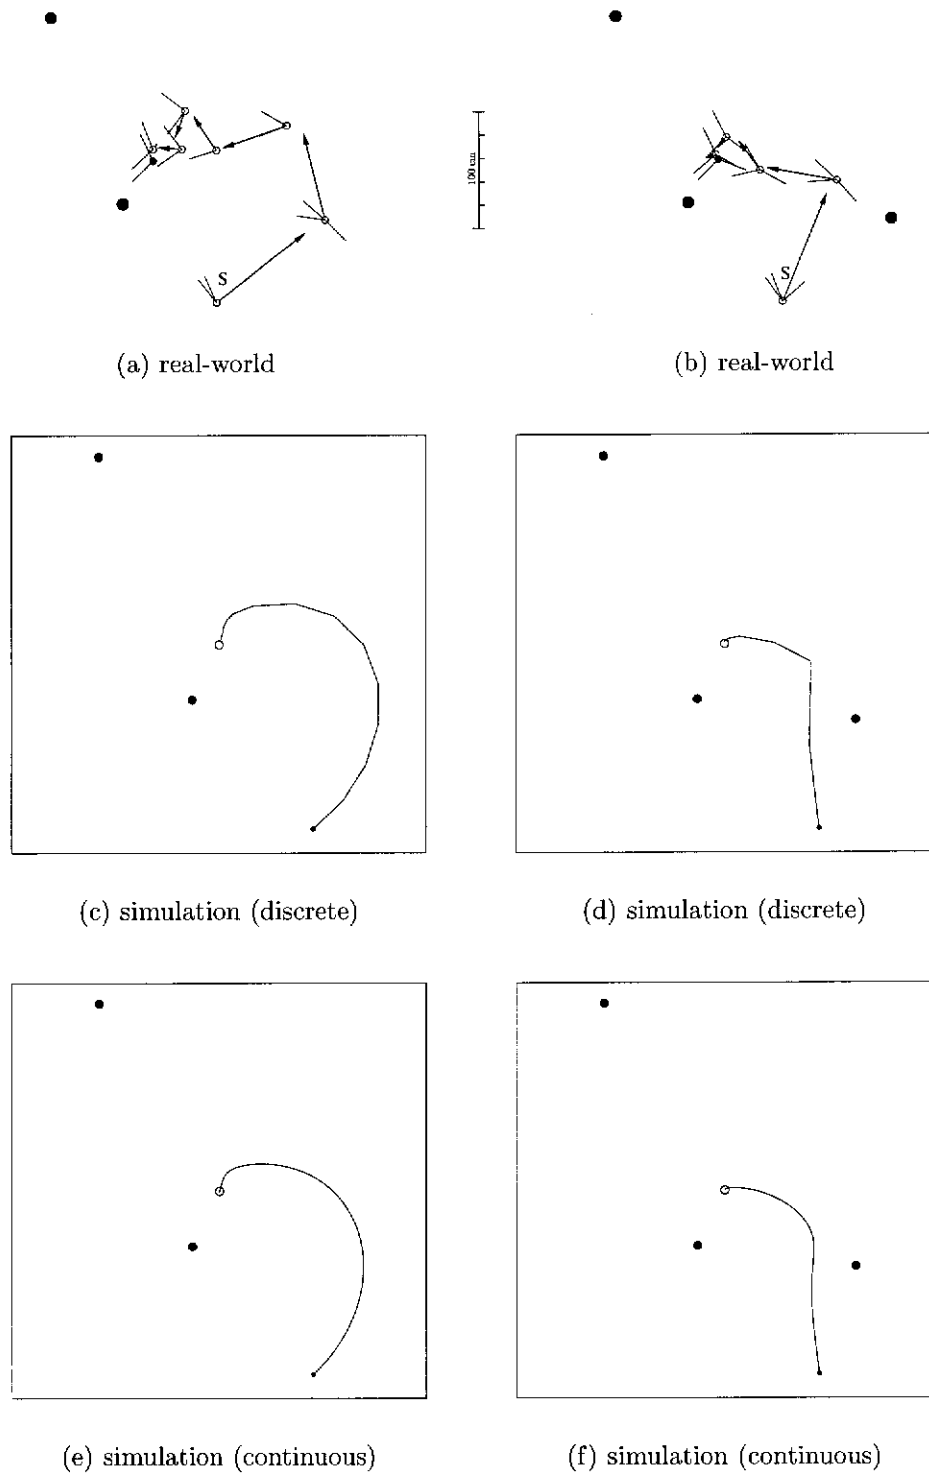 100 cm
S
S
(a) real-world
(b) real-world
(c) simulation (discrete)
(d) simulation (discrete)
(e) simulation (continuous)
(f) simulation (continuous)